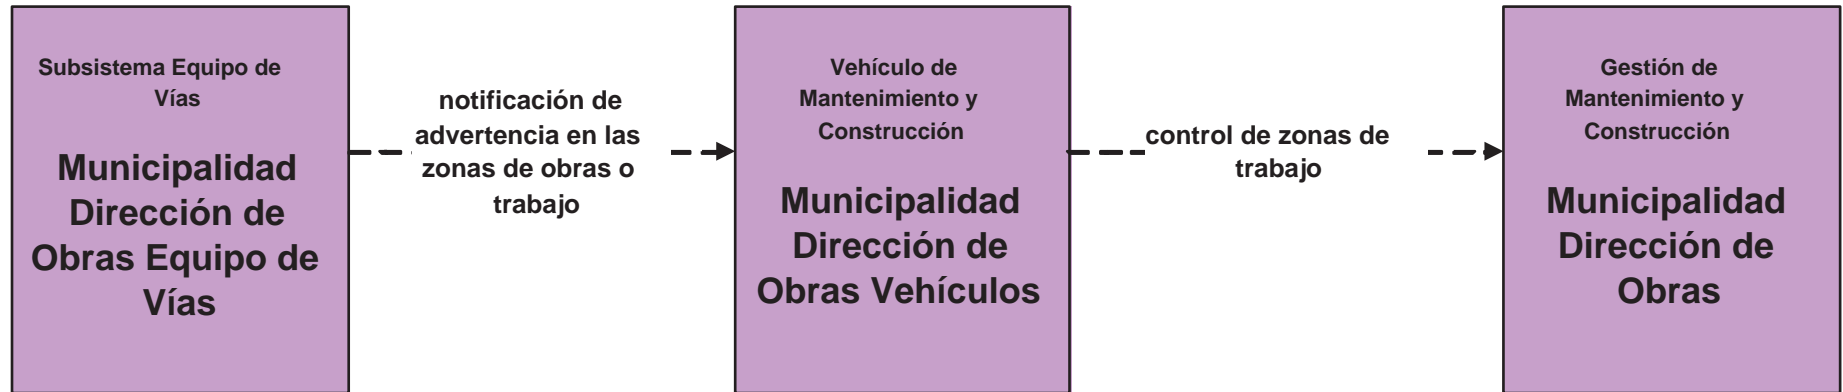 Subsistema Equipo de
Vías
Municipalidad
Dirección de
Obras Equipo de
Vías
notificación de
advertencia en las
zonas de obras o
trabajo
Vehículo de
Mantenimiento y
Construcción
Municipalidad
Dirección de
Obras Vehículos
control de zonas de
trabajo
Gestión de
Mantenimiento y
Construcción
Municipalidad
Dirección de
Obras